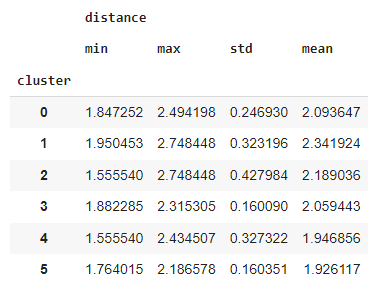 distance
min max std mean
cluster
0 1.847252 2.494198 0.246930 2.093647
1 1.950453 2.748448 0.323196 2.341924
2 1.555540 2.748448 0.427984 2.189036
3 1.882285 2.315305 0.160090 2.059443
4 1.555540 2.434507 0.327322 1.946856
5 1.764015 2.186578 0.160351 1.926117